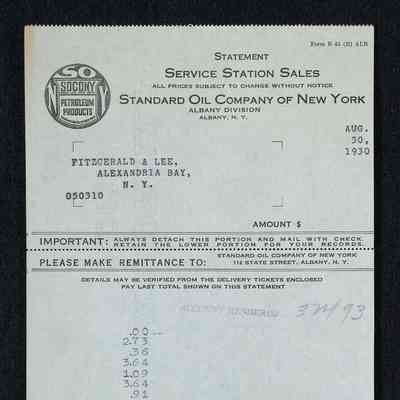 Form N 45 (R) ALB
STATEMENT
SERVICE STATION SALES
ALL PRICES SUBJECT TO CHANGE WITHOUT NOTICE
STANDARD OIL COMPANY OF NEW YORK
ALBANY DIVISION
ALBANY, N. Y.
SO
N Y
SOCONY
PETROLEUM
PRODUCTS
AUG.
30,
1930
FITZGERALD & LEE,
ALEXANDRIA BAY,
N. Y.
050310
AMOUNT $
IMPORTANT: ALWAYS DETACH THIS PORTION AND MAIL WITH CHECK.
RETAIN THE LOWER PORTION FOR YOUR RECORDS.
PLEASE MAKE REMITTANCE TO: STANDARD OIL COMPANY OF NEW YORK
112 STATE STREET, ALBANY, N. Y.
DETAILS MAY BE VERIFIED FROM THE DELIVERY TICKETS ENCLOSED
PAY LAST TOTAL SHOWN ON THIS STATEMENT
ACCOUNT RENDERED
.00
2.73
.36
3.64
1.09
3.64
.91